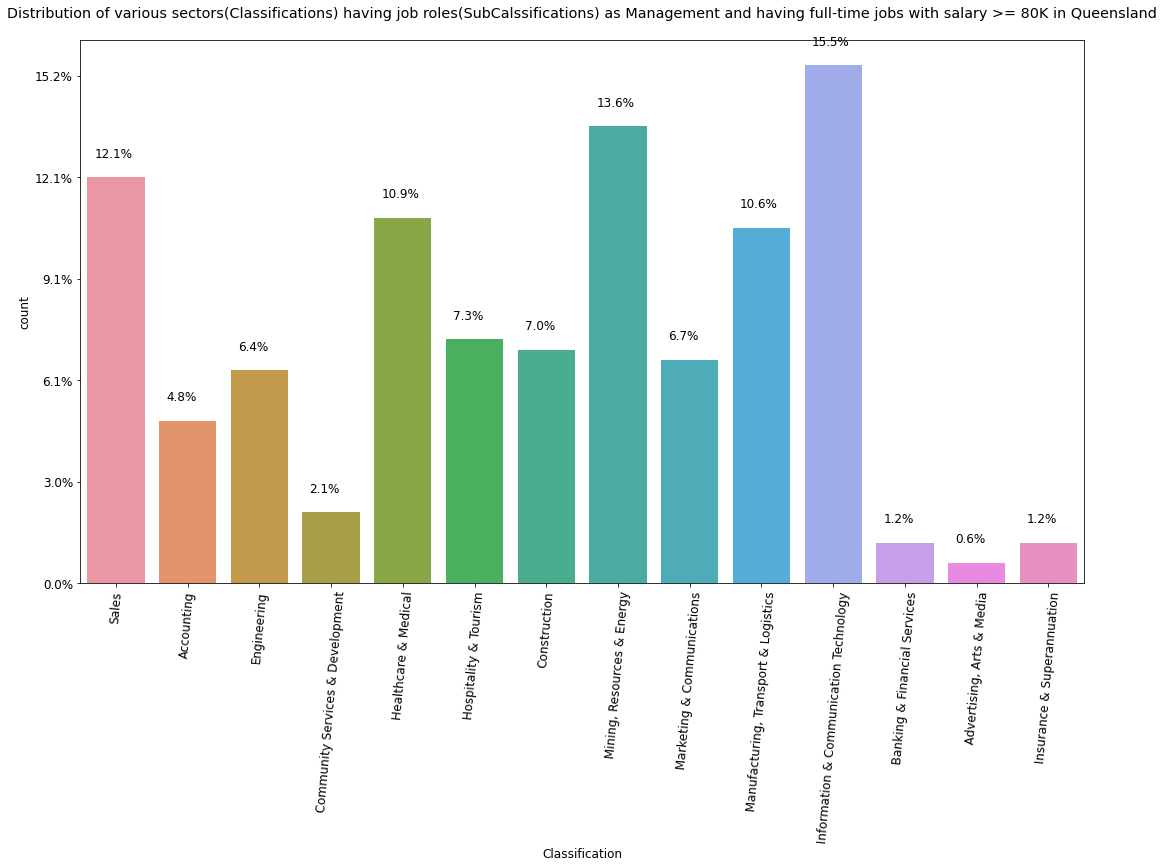 Distribution of various sectors(Classifications) having job roles(SubCalssifications) as Management and having full-time jobs with salary >= 80K in Queensland
15.5%
15.2%
13.6%
12.1%
12.1%
10.9%
10.6%
9.1%
7.3%
7.0%
6.7%
6.4%
6.1%
4.8%
3.0%
2.1%
1.2%
0.6%
1.2%
0.0%
count
Sales
Accounting
Engineering
Community Services & Development
Healthcare & Medical
Hospitality & Tourism
Construction
Mining, Resources & Energy
Marketing & Communications
Manufacturing, Transport & Logistics
Information & Communication Technology
Banking & Financial Services
Advertising, Arts & Media
Insurance & Superannuation
Classification